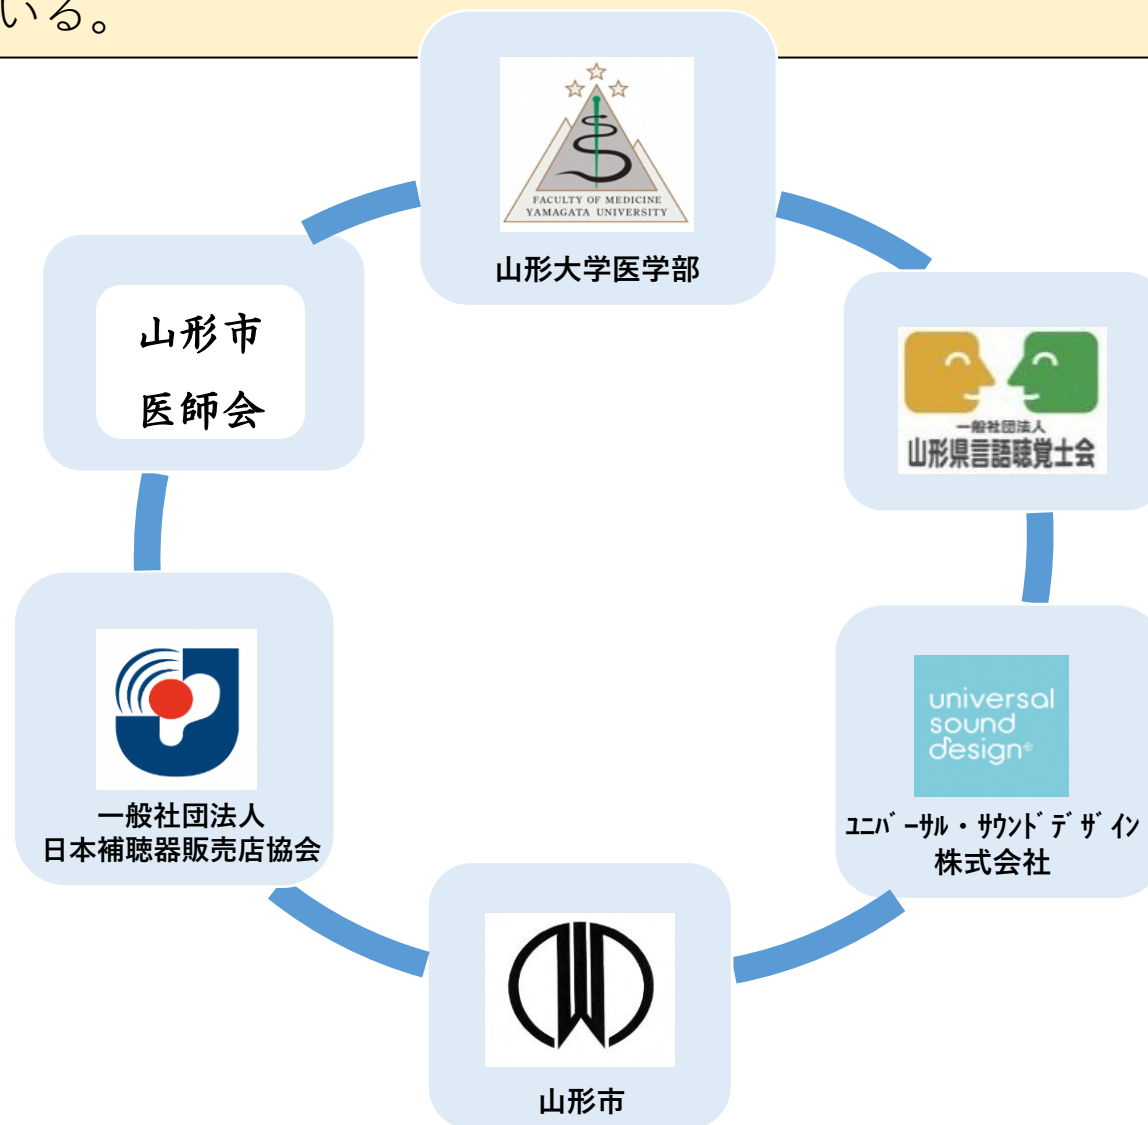 いる。
FACULTY OF MEDICINE
YAMAGATA UNIVERSITY
山形大学医学部
山形市
医師会
一般社団法人
山形県言語聴覚士会
universal
sound
design®
ﾕﾆﾊﾞｰｻﾙ・ｻｳﾝﾄﾞﾃﾞｻﾞｲﾝ
株式会社
一般社団法人
日本補聴器販売店協会
山形市